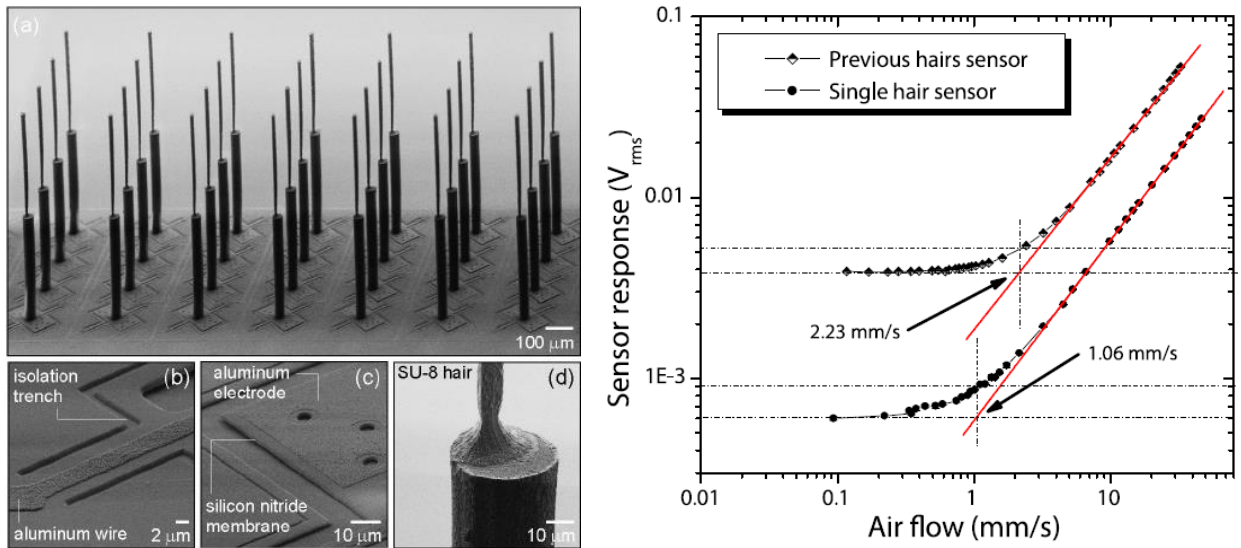 (a)
100 μm
(b)
isolation
trench
aluminum wire
2 μm
(c)
aluminum
electrode
silicon nitride
membrane
10 μm
(d)
SU-8 hair
10 μm
0.1
0.01
1E-3
Sensor response (Vrms)
Previous hairs sensor
Single hair sensor
2.23 mm/s
1.06 mm/s
0.01
0.1
1
10
Air flow (mm/s)